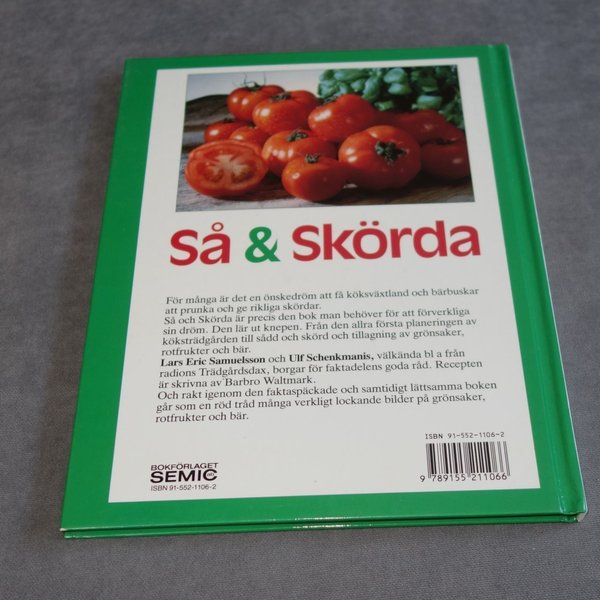 Så & Skörda
För många är det en önskedröm att få köksväxtland och bärbuskar
att prunka och ge rikliga skördar.
Så och Skörda är precis den bok man behöver för att förverkliga
sin dröm. Den lär ut knepen. Från den allra första planeringen av
köksträdgården till sådd och skörd och tillagning av grönsaker,
rotfrukter och bär.
Lars Eric Samuelsson och Ulf Schenkmanis, välkända bl a från
radions Trädgårdsdax, borgar för faktadelens goda råd. Recepten
är skrivna av Barbro Waltmark.
Och rakt igenom den faktaspäckade och samtidigt lättsamma boken
går som en röd tråd många verkligt lockande bilder på grönsaker,
rotfrukter och bär.
BOKFÖRLAGET
SEMIC
ISBN 91-552-1106-2
ISBN 91-552-1106-2
9 789155 211066